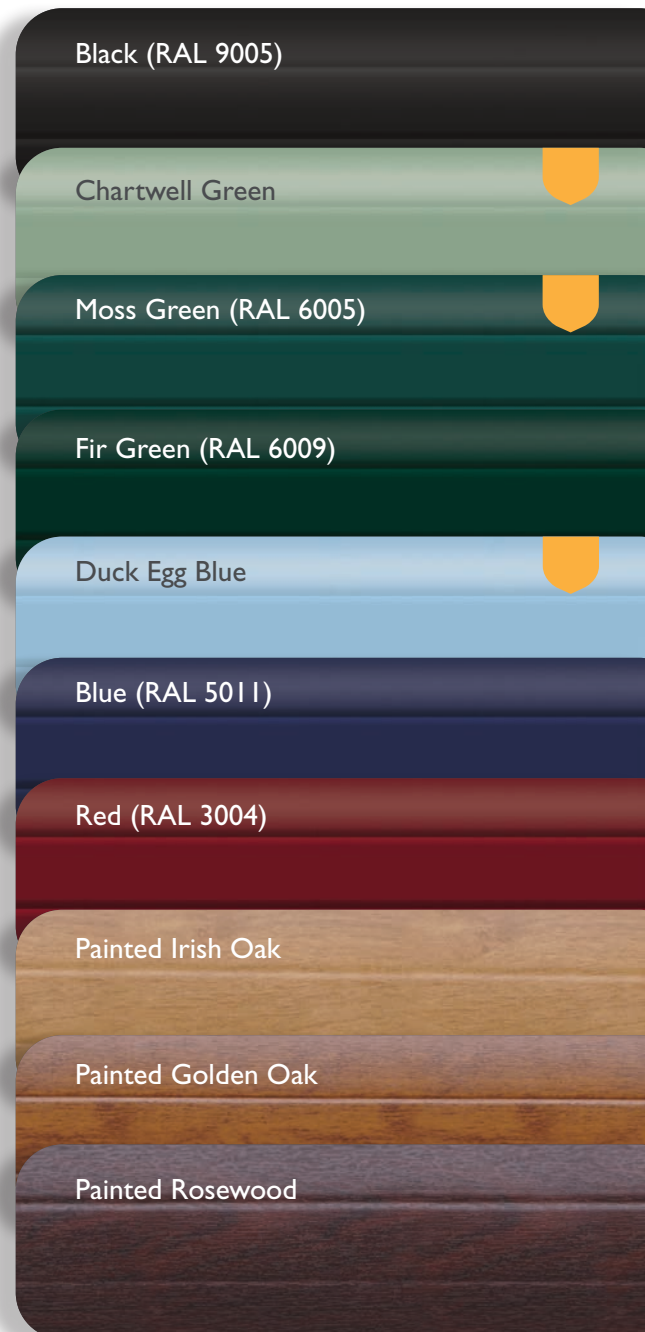 Black (RAL 9005)
Chartwell Green
Moss Green (RAL 6005)
Fir Green (RAL 6009)
Duck Egg Blue
Blue (RAL 5011)
Red (RAL 3004)
Painted Irish Oak
Painted Golden Oak
Painted Rosewood